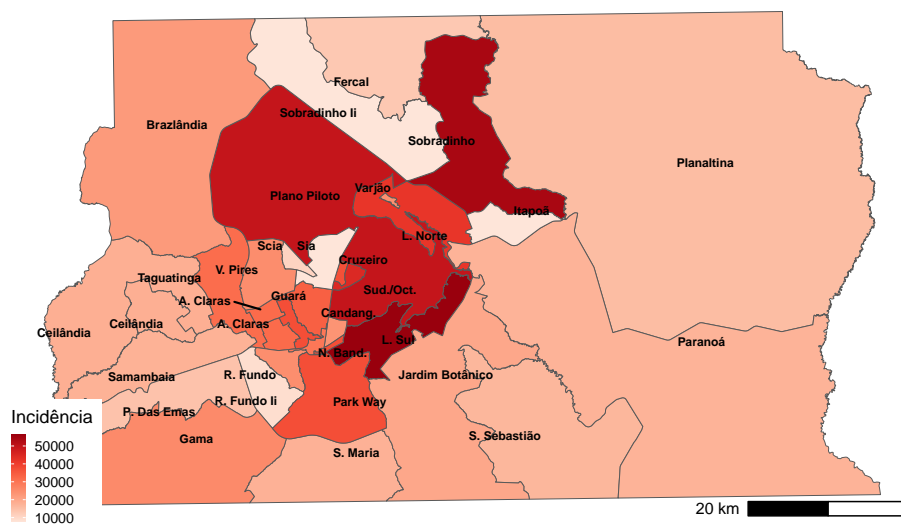 Fercal
Sobradinho Ii
Brazlândia
Sobradinho
Planaltina
Varjão
Plano Piloto
Itapoã
L. Norte
Scia
Sia
Cruzeiro
V. Pires
Taguatinga
Sud./Oct.
Guará
A. Claras
Candang.
Ceilândia
A. Claras
Ceilândia
L. Sul
Paranoá
N. Band.
R. Fundo
Jardim Botânico
Samambaia
R. Fundo Ii
Park Way
P. Das Emas
Incidência
Gama
S. Sebastião
S. Maria
50000
40000
30000
20000
10000
20 km